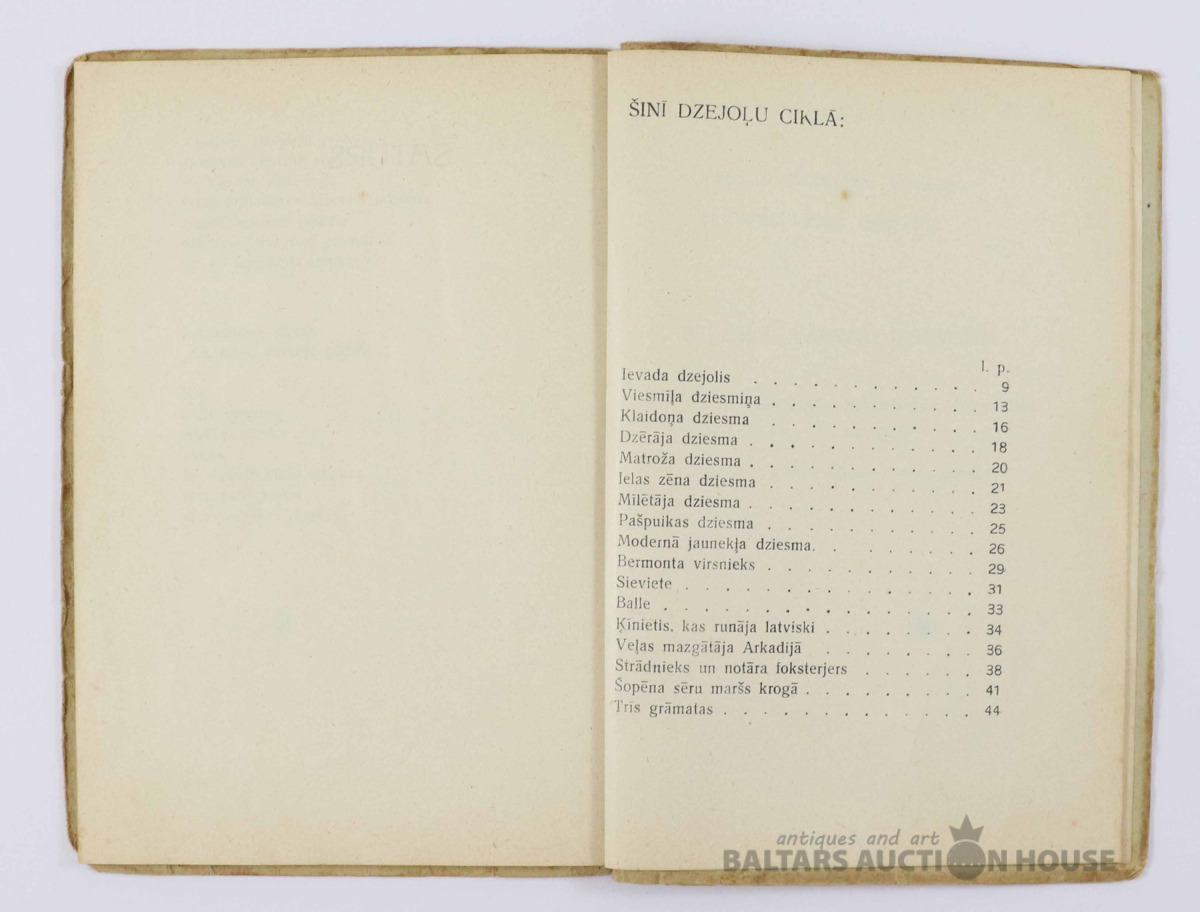 ŠINĪ DZEJOĻU CIKLĀ:
l. p.
Ievada dzejolis . . . . . . . . . . . . 9
Viesmīļa dziesmiņa . . . . . . . . . . . 13
Klaidoņa dziesma . . . . . . . . . . . 16
Dzērāja dziesma . . . . . . . . . . . . 18
Matroža dziesma . . . . . . . . . . . . 20
Ielas zēna dziesma . . . . . . . . . . . 21
Mīlētāja dziesma . . . . . . . . . . . . 23
Pašpuikas dziesma . . . . . . . . . . . 25
Modernā jaunekļa dziesma. . . . . . . . . 26
Bermonta virsnieks . . . . . . . . . . . 29
Sieviete . . . . . . . . . . . . . . . 31
Balle . . . . . . . . . . . . . . . . 33
Ķīnietis, kas runāja latviski . . . . . . . . 34
Veļas mazgātāja Arkadijā . . . . . . . . 36
Strādnieks un notāra foksterjers . . . . . . 38
Šopēna sēru maršs krogā . . . . . . . . . 41
Trīs grāmatas . . . . . . . . . . . . . 44
SATURS
antiques and art
BALTARS AUCTION HOUSE